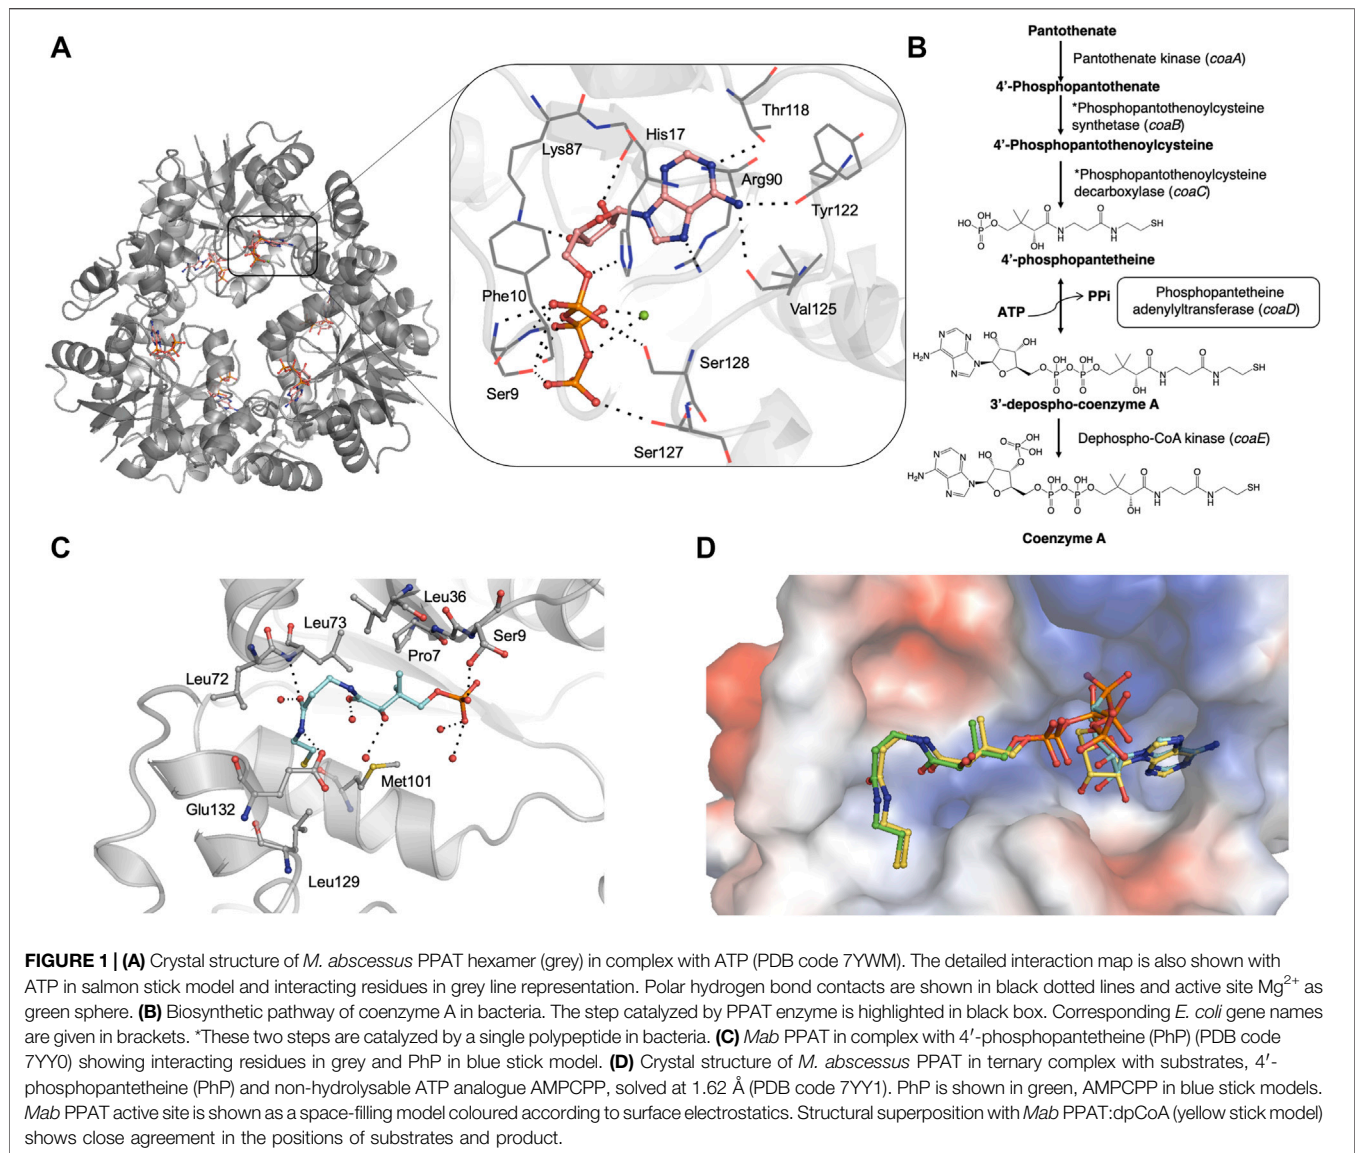 A
Thr118
His17
Lys87
Arg90
Tyr122
Phe10
Val125
Ser128
Ser9
Ser127
B
Pantothenate
Pantothenate kinase (coaA)
4’-Phosphopantothenate
*Phosphopantothenoylcysteine
synthetase (coaB)
4’-Phosphopantothenoylcysteine
*Phosphopantothenoylcysteine
decarboxylase (coaC)
4’-phosphopantetheine
ATP
PPi
Phosphopantetheine
adenylyltransferase (coaD)
3’-depospho-coenzyme A
Dephospho-CoA kinase (coaE)
Coenzyme A
C
Leu36
Leu73
Ser9
Pro7
Leu72
Met101
Glu132
Leu129
D
FIGURE 1 | (A) Crystal structure of M. abscessus PPAT hexamer (grey) in complex with ATP (PDB code 7YWM). The detailed interaction map is also shown with
ATP in salmon stick model and interacting residues in grey line representation. Polar hydrogen bond contacts are shown in black dotted lines and active site Mg²⁺ as
green sphere. (B) Biosynthetic pathway of coenzyme A in bacteria. The step catalyzed by PPAT enzyme is highlighted in black box. Corresponding E. coli gene names
are given in brackets. *These two steps are catalyzed by a single polypeptide in bacteria. (C) Mab PPAT in complex with 4′-phosphopantetheine (PhP) (PDB code
7YY0) showing interacting residues in grey and PhP in blue stick model. (D) Crystal structure of M. abscessus PPAT in ternary complex with substrates, 4′-
phosphopantetheine (PhP) and non-hydrolysable ATP analogue AMPCPP, solved at 1.62 Å (PDB code 7YY1). PhP is shown in green, AMPCPP in blue stick models.
Mab PPAT active site is shown as a space-filling model coloured according to surface electrostatics. Structural superposition with Mab PPAT:dpCoA (yellow stick model)
shows close agreement in the positions of substrates and product.